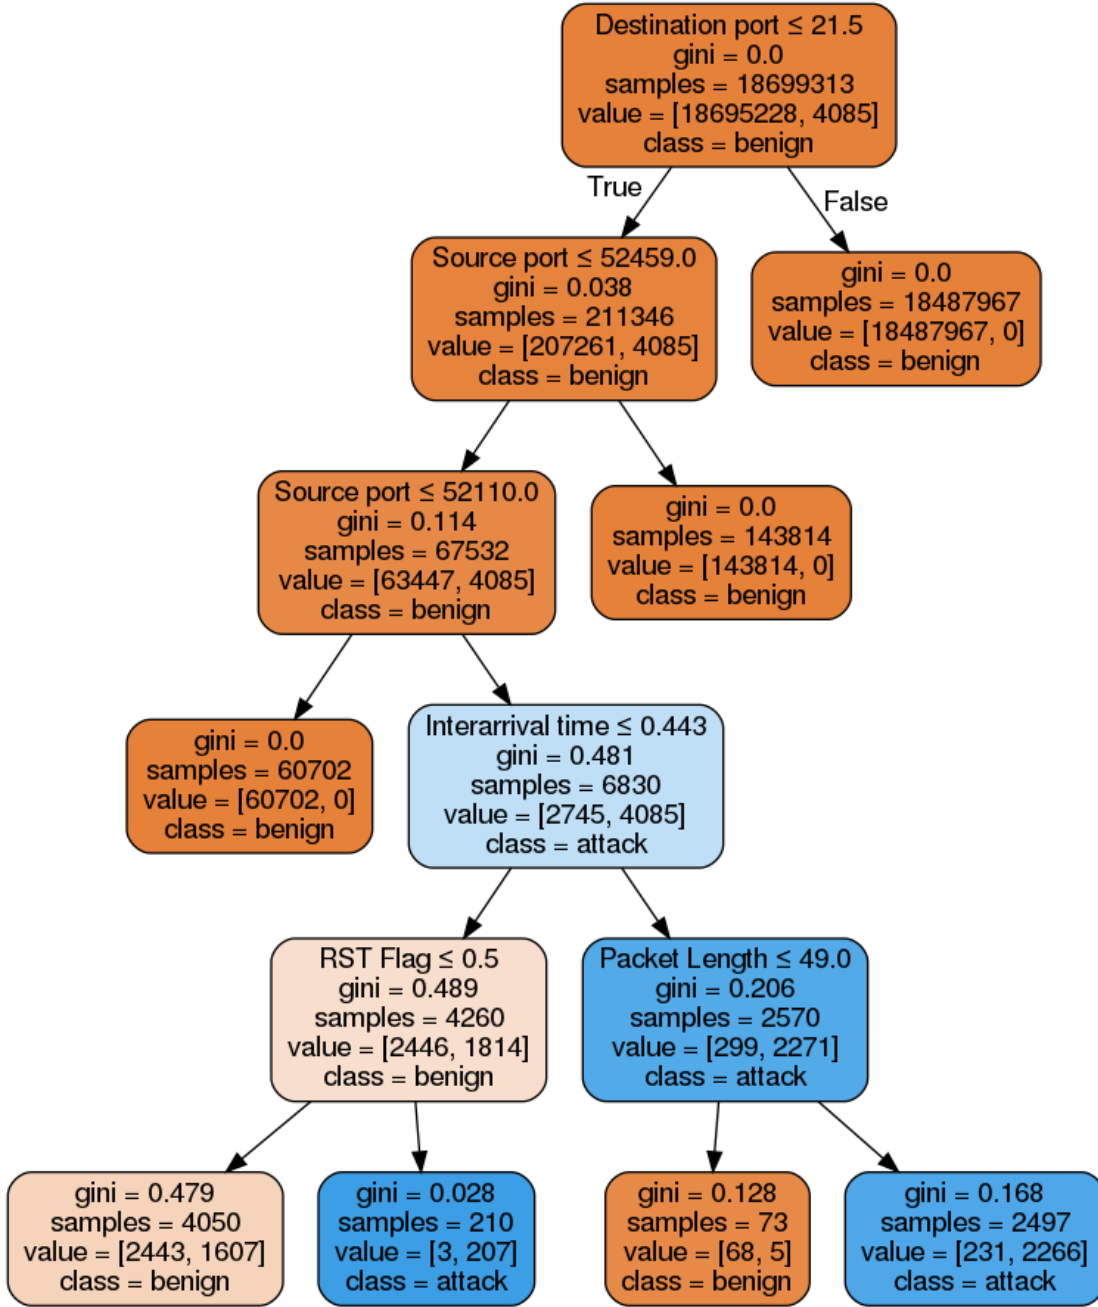 Destination port ≤ 21.5
gini = 0.0
samples = 18699313
value = [18695228, 4085]
class = benign
True
False
Source port ≤ 52459.0
gini = 0.038
samples = 211346
value = [207261, 4085]
class = benign
gini = 0.0
samples = 18487967
value = [18487967, 0]
class = benign
Source port ≤ 52110.0
gini = 0.114
samples = 67532
value = [63447, 4085]
class = benign
gini = 0.0
samples = 143814
value = [143814, 0]
class = benign
gini = 0.0
samples = 60702
value = [60702, 0]
class = benign
Interarrival time ≤ 0.443
gini = 0.481
samples = 6830
value = [2745, 4085]
class = attack
RST Flag ≤ 0.5
gini = 0.489
samples = 4260
value = [2446, 1814]
class = benign
Packet Length ≤ 49.0
gini = 0.206
samples = 2570
value = [299, 2271]
class = attack
gini = 0.479
samples = 4050
value = [2443, 1607]
class = benign
gini = 0.028
samples = 210
value = [3, 207]
class = attack
gini = 0.128
samples = 73
value = [68, 5]
class = benign
gini = 0.168
samples = 2497
value = [231, 2266]
class = attack